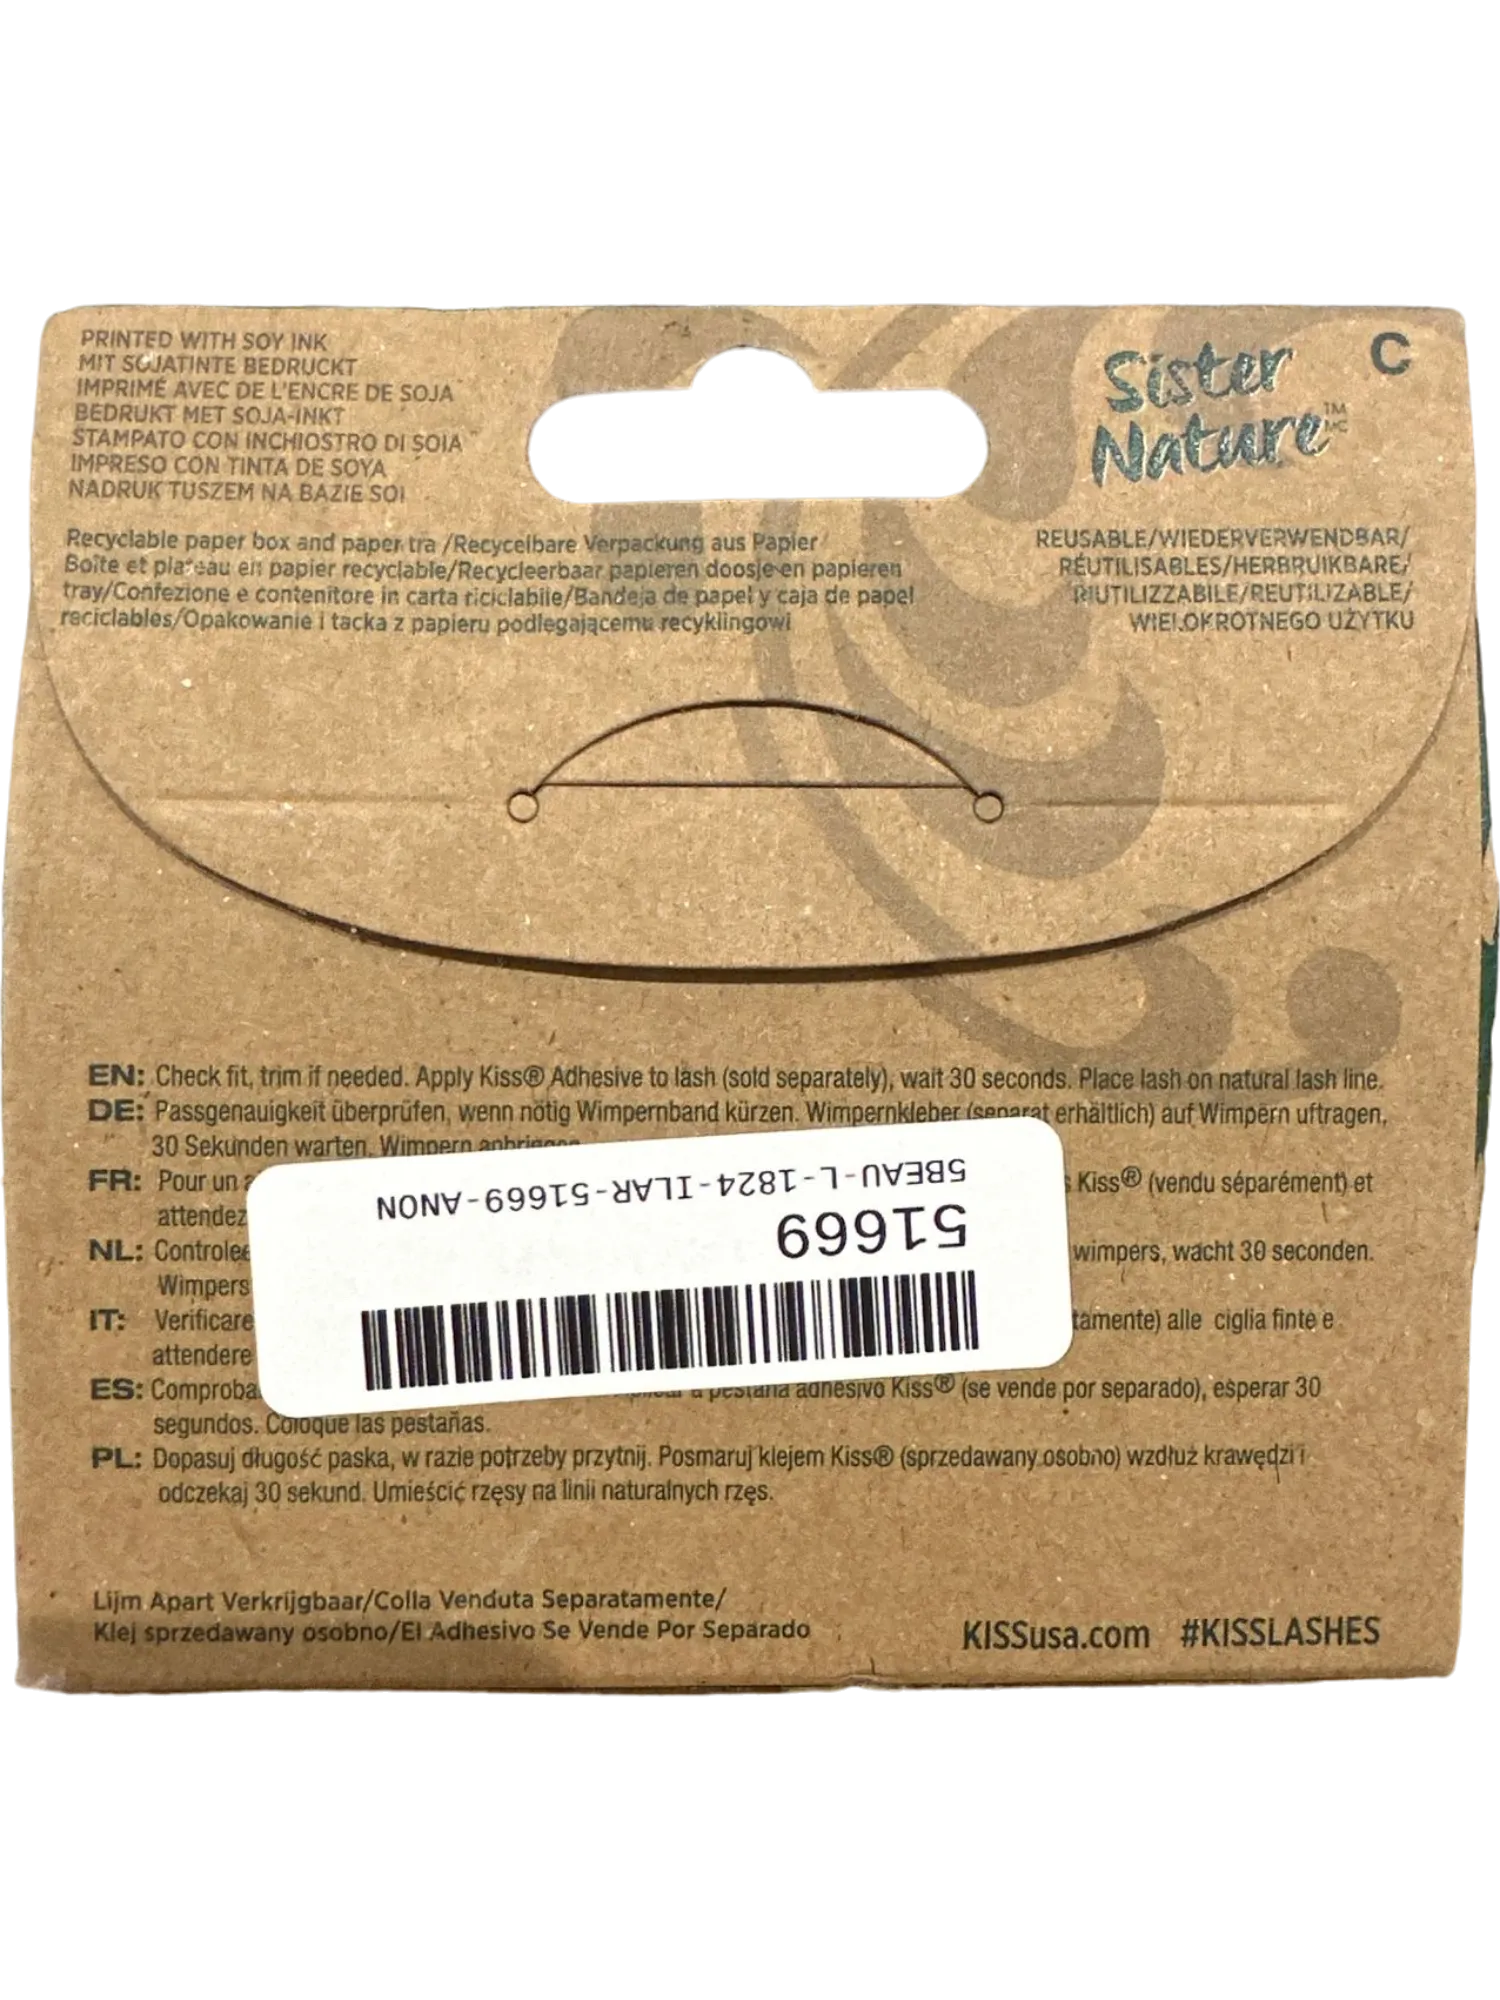 PRINTED WITH SOY INK
MIT SOJATINTE BEDRUCKT
IMPRIMÉ AVEC DE L'ENCRE DE SOJA
BEDRUKT MET SOJA-INKT
STAMPATO CON INCHIOSTRO DI SOIA
IMPRESO CON TINTA DE SOYA
NADRUK TUSZEM NA BAZIE SOI
Recyclable paper box and paper tra /Recycelbare Verpackung aus Papier
Boîte et plateau en papier recyclable/Recycleerbaar papieren doosje en papieren
tray/Confezione e contenitore in carta riciclabile/Bandeja de papel y caja de papel
reciclables/Opakowanie i tacka z papieru podlegającemu recyklingowi
Sister
Nature™
MC
C
REUSABLE/WIEDERVERWENDBAR/
RÉUTILISABLES/HERBRUIKBARE/
RIUTILIZZABILE/REUTILIZABLE/
WIELOKROTNEGO UŻYTKU
EN: Check fit, trim if needed. Apply Kiss® Adhesive to lash (sold separately), wait 30 seconds. Place lash on natural lash line.
DE: Passgenauigkeit überprüfen, wenn nötig Wimpernband kürzen. Wimpernkleber (separat erhältlich) auf Wimpern uftragen,
30 Sekunden warten. Wimpern anbringen
FR: Pour un Kiss® (vendu séparément) et
attendez
NL: Controlee wimpers, wacht 30 seconden.
Wimpers
IT: Verificare tamente) alle ciglia finte e
attendere
ES: Comproba a pestaña adhesivo Kiss® (se vende por separado), esperar 30
segundos. Coloque las pestañas.
PL: Dopasuj długość paska, w razie potrzeby przytnij. Posmaruj klejem Kiss® (sprzedawany osobno) wzdłuż krawędzi i
odczekaj 30 sekund. Umieścić rzęsy na linii naturalnych rzęs.
5BEAU-L-1824-ILAR-51669-ANON
51669
Lijm Apart Verkrijgbaar/Colla Venduta Separatamente/
Klej sprzedawany osobno/El Adhesivo Se Vende Por Separado
KISSusa.com #KISSLASHES